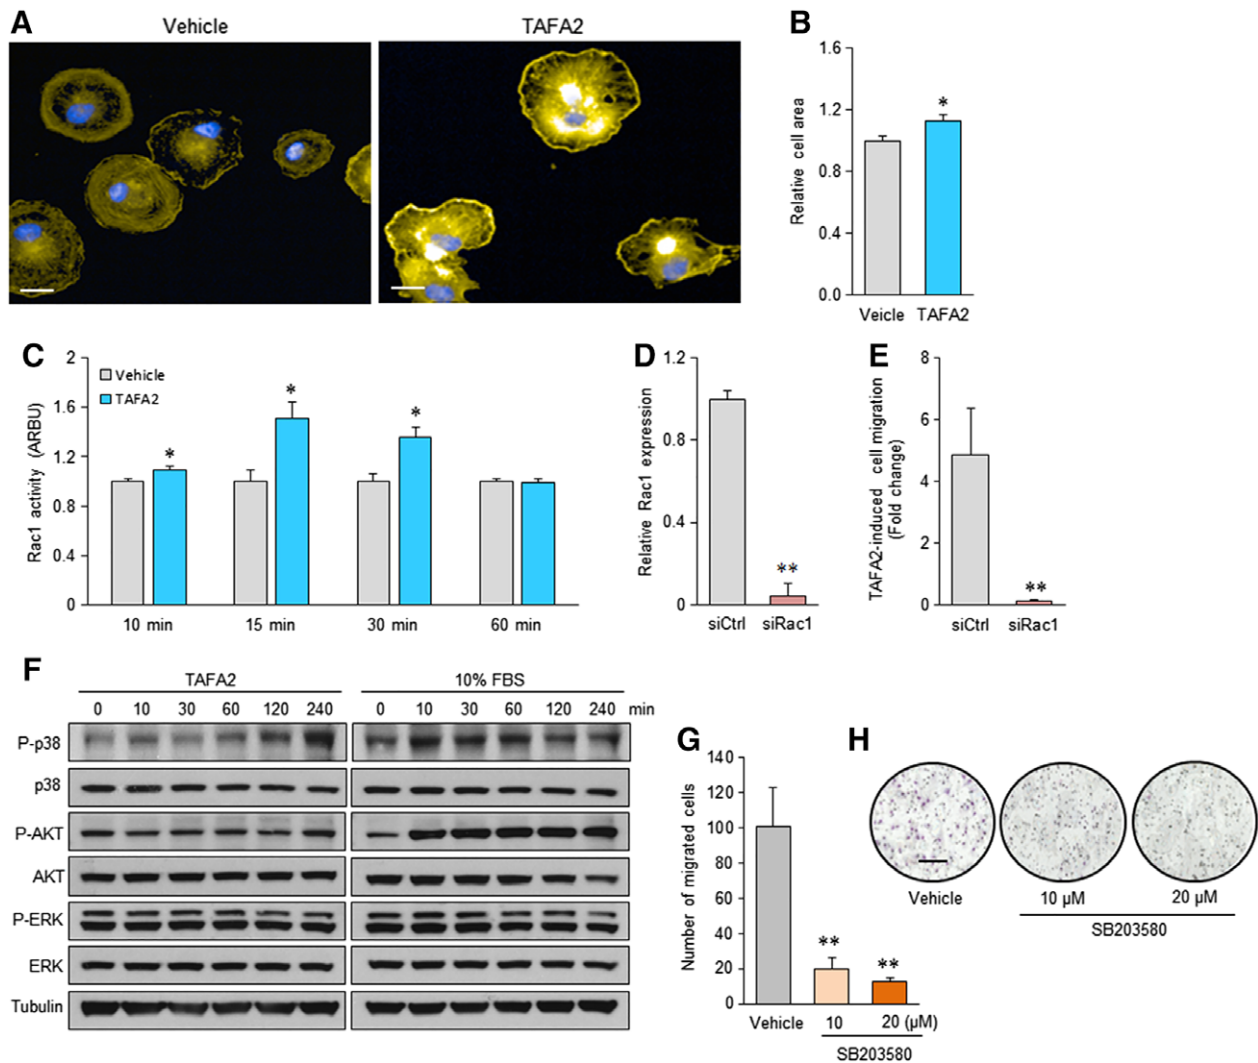 A
Vehicle
TAFA2
B
Relative cell area
1.6
1.2
0.8
0.4
0.0
*
Veicle TAFA2
C
Rac1 activity (ARBU)
2
1.6
1.2
0.8
0.4
0
Vehicle
TAFA2
* * *
10 min 15 min 30 min 60 min
D
Relative Rac1 expression
1.2
0.8
0.4
0
**
siCtrl siRac1
E
TAFA2-induced cell migration
(Fold change)
8
6
4
2
0
**
siCtrl siRac1
F
TAFA2 10% FBS
0 10 30 60 120 240 0 10 30 60 120 240 min
P-p38
p38
P-AKT
AKT
P-ERK
ERK
Tubulin
G
Number of migrated cells
140
120
100
80
60
40
20
0
** **
Vehicle 10 20 (µM)
SB203580
H
Vehicle 10 µM 20 µM
SB203580